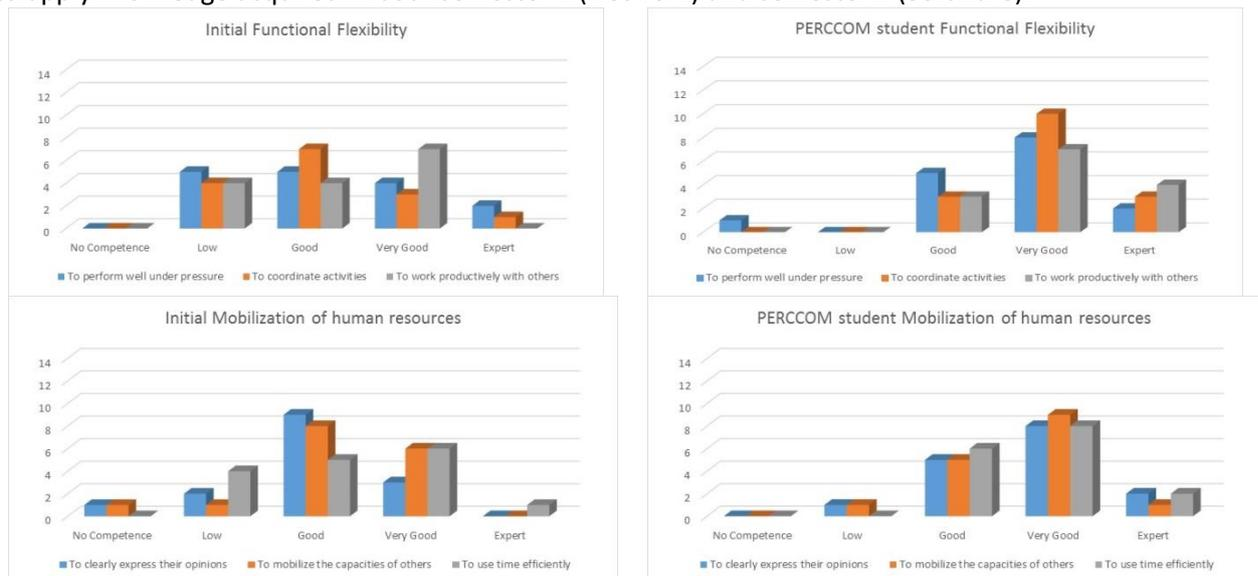 Initial Functional Flexibility
14
12
10
8
6
4
2
0
No Competence Low Good Very Good Expert
To perform well under pressure To coordinate activities To work productively with others
PERCCOM student Functional Flexibility
14
12
10
8
6
4
2
0
No Competence Low Good Very Good Expert
To perform well under pressure To coordinate activities To work productively with others
Initial Mobilization of human resources
14
12
10
8
6
4
2
0
No Competence Low Good Very Good Expert
To clearly express their opinions To mobilize the capacities of others To use time efficiently
PERCCOM student Mobilization of human resources
14
12
10
8
6
4
2
0
No Competence Low Good Very Good Expert
To clearly express their opinions To mobilize the capacities of others To use time efficiently